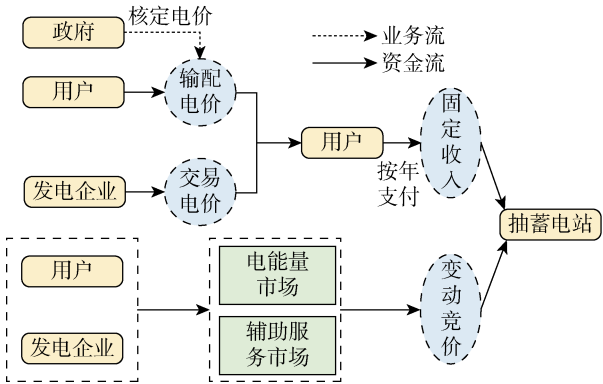 政府
核定电价
业务流
资金流
用户
输配
电价
用户
按年
支付
固
定
收
入
发电企业
交易
电价
抽蓄电站
用户
发电企业
电能量
市场
辅助服
务市场
变
动
竞
价